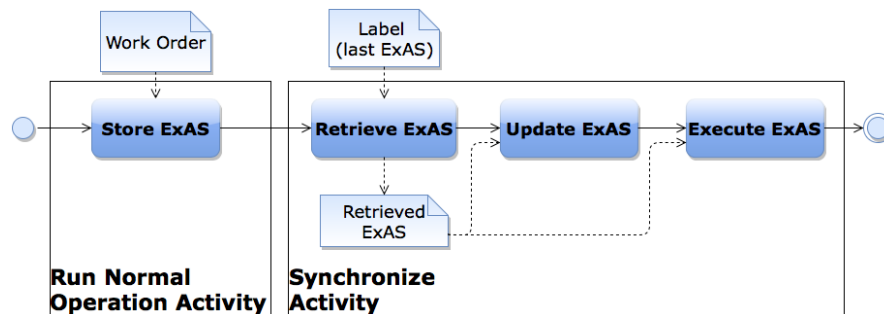 Work Order
Label
(last ExAS)
Store ExAS
Retrieve ExAS
Update ExAS
Execute ExAS
Retrieved
ExAS
Run Normal
Operation Activity
Synchronize
Activity